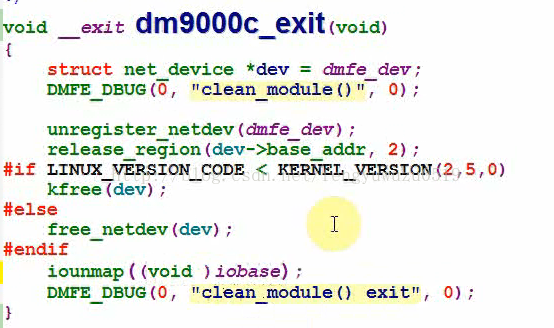 void __exit dm9000c_exit(void)
{
struct net_device *dev = dmfe_dev;
DMFE_DBUG(0, "clean_module()", 0);
unregister_netdev(dmfe_dev);
release_region(dev->base_addr, 2);
#if LINUX_VERSION_CODE < KERNEL_VERSION(2,5,0)
kfree(dev);
#else
free_netdev(dev);
#endif
iounmap((void )iobase);
DMFE_DBUG(0, "clean_module() exit", 0);
}